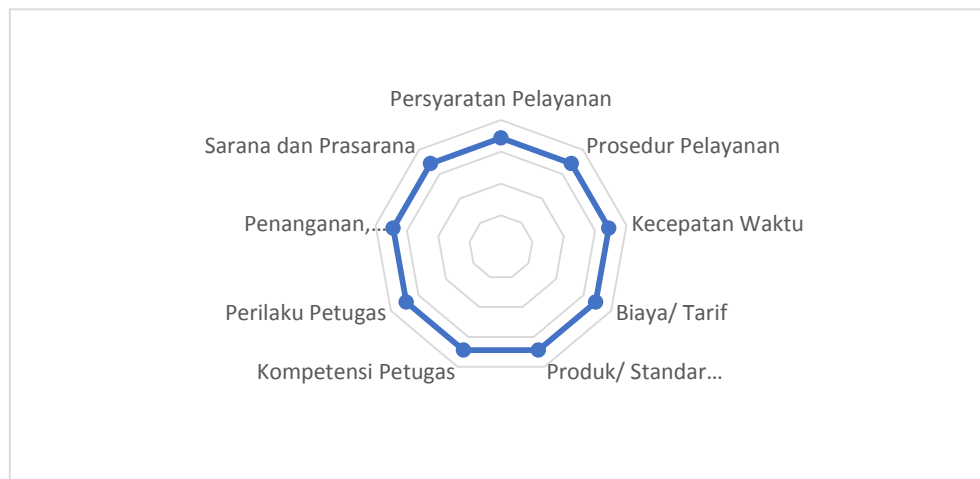 Persyaratan Pelayanan
Prosedur Pelayanan
Kecepatan Waktu
Biaya/ Tarif
Produk/ Standar...
Kompetensi Petugas
Perilaku Petugas
Penanganan,...
Sarana dan Prasarana